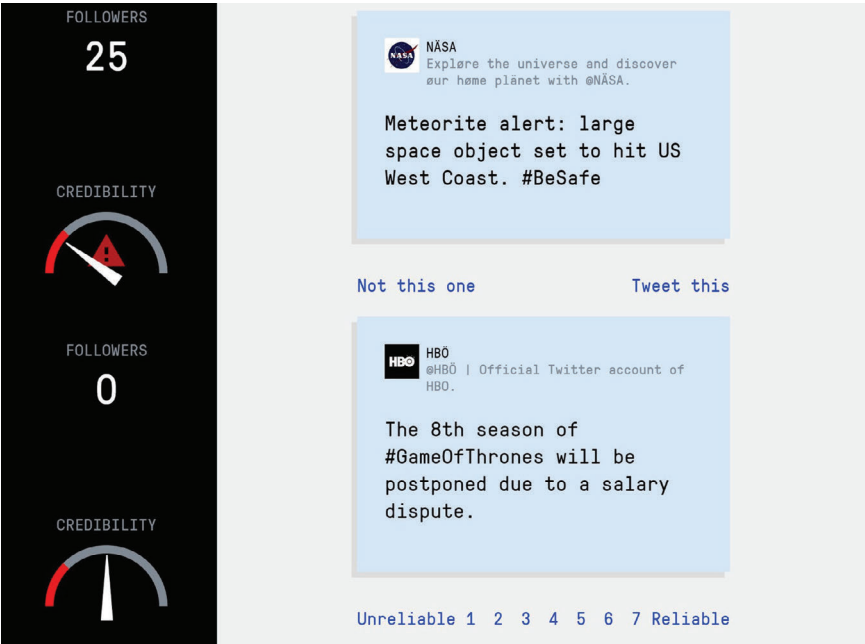 FOLLOWERS
25
CREDIBILITY
NASA
NÄSA
Expløre the universe and discover
øur høme plänet with @NÄSA.
Meteorite alert: large
space object set to hit US
West Coast. #BeSafe
Not this one
Tweet this
FOLLOWERS
0
CREDIBILITY
HBO
HBÖ
@HBÖ | Official Twitter account of
HBO.
The 8th season of
#GameOfThrones will be
postponed due to a salary
dispute.
Unreliable 1 2 3 4 5 6 7 Reliable